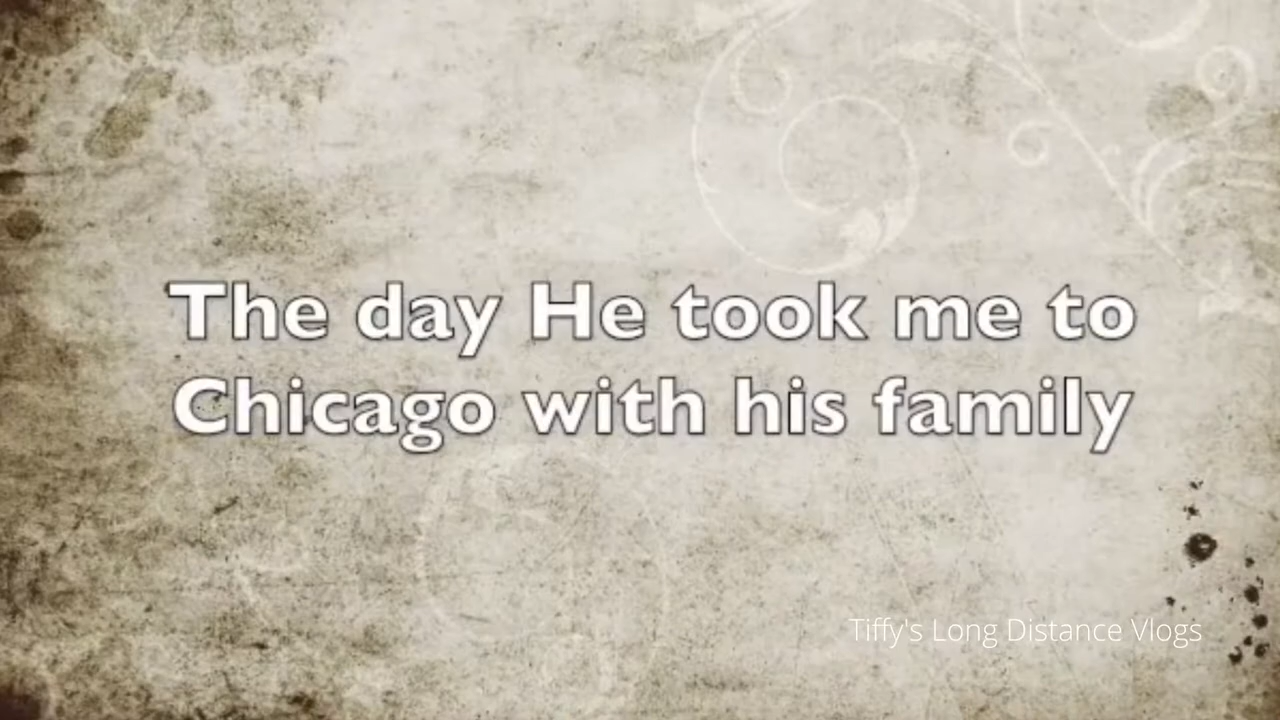 The day He took me to
Chicago with his family
Tiffy's Long Distance Vlogs